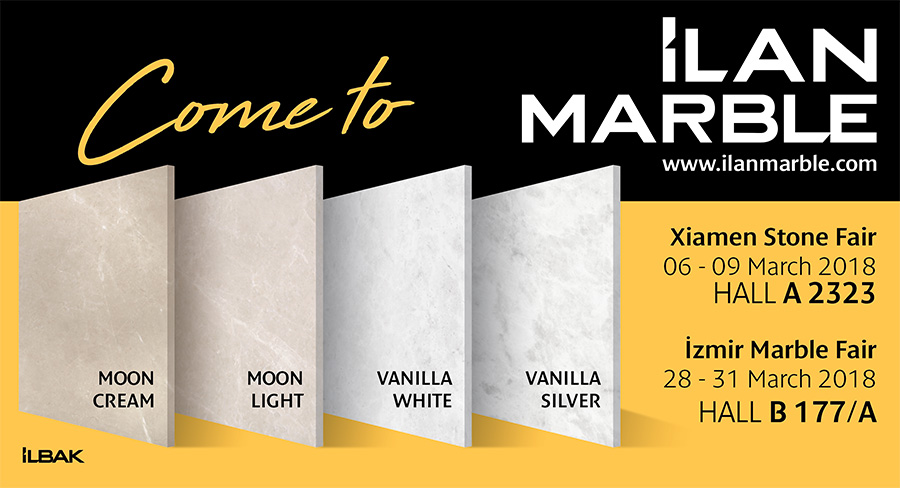 Come to
İLAN
MARBLE
www.ilanmarble.com
MOON
CREAM
MOON
LIGHT
VANILLA
WHITE
VANILLA
SILVER
Xiamen Stone Fair
06 - 09 March 2018
HALL A 2323
İzmir Marble Fair
28 - 31 March 2018
HALL B 177/A
İLBAK